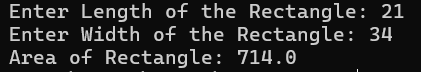 Enter Length of the Rectangle: 21
Enter Width of the Rectangle: 34
Area of Rectangle: 714.0